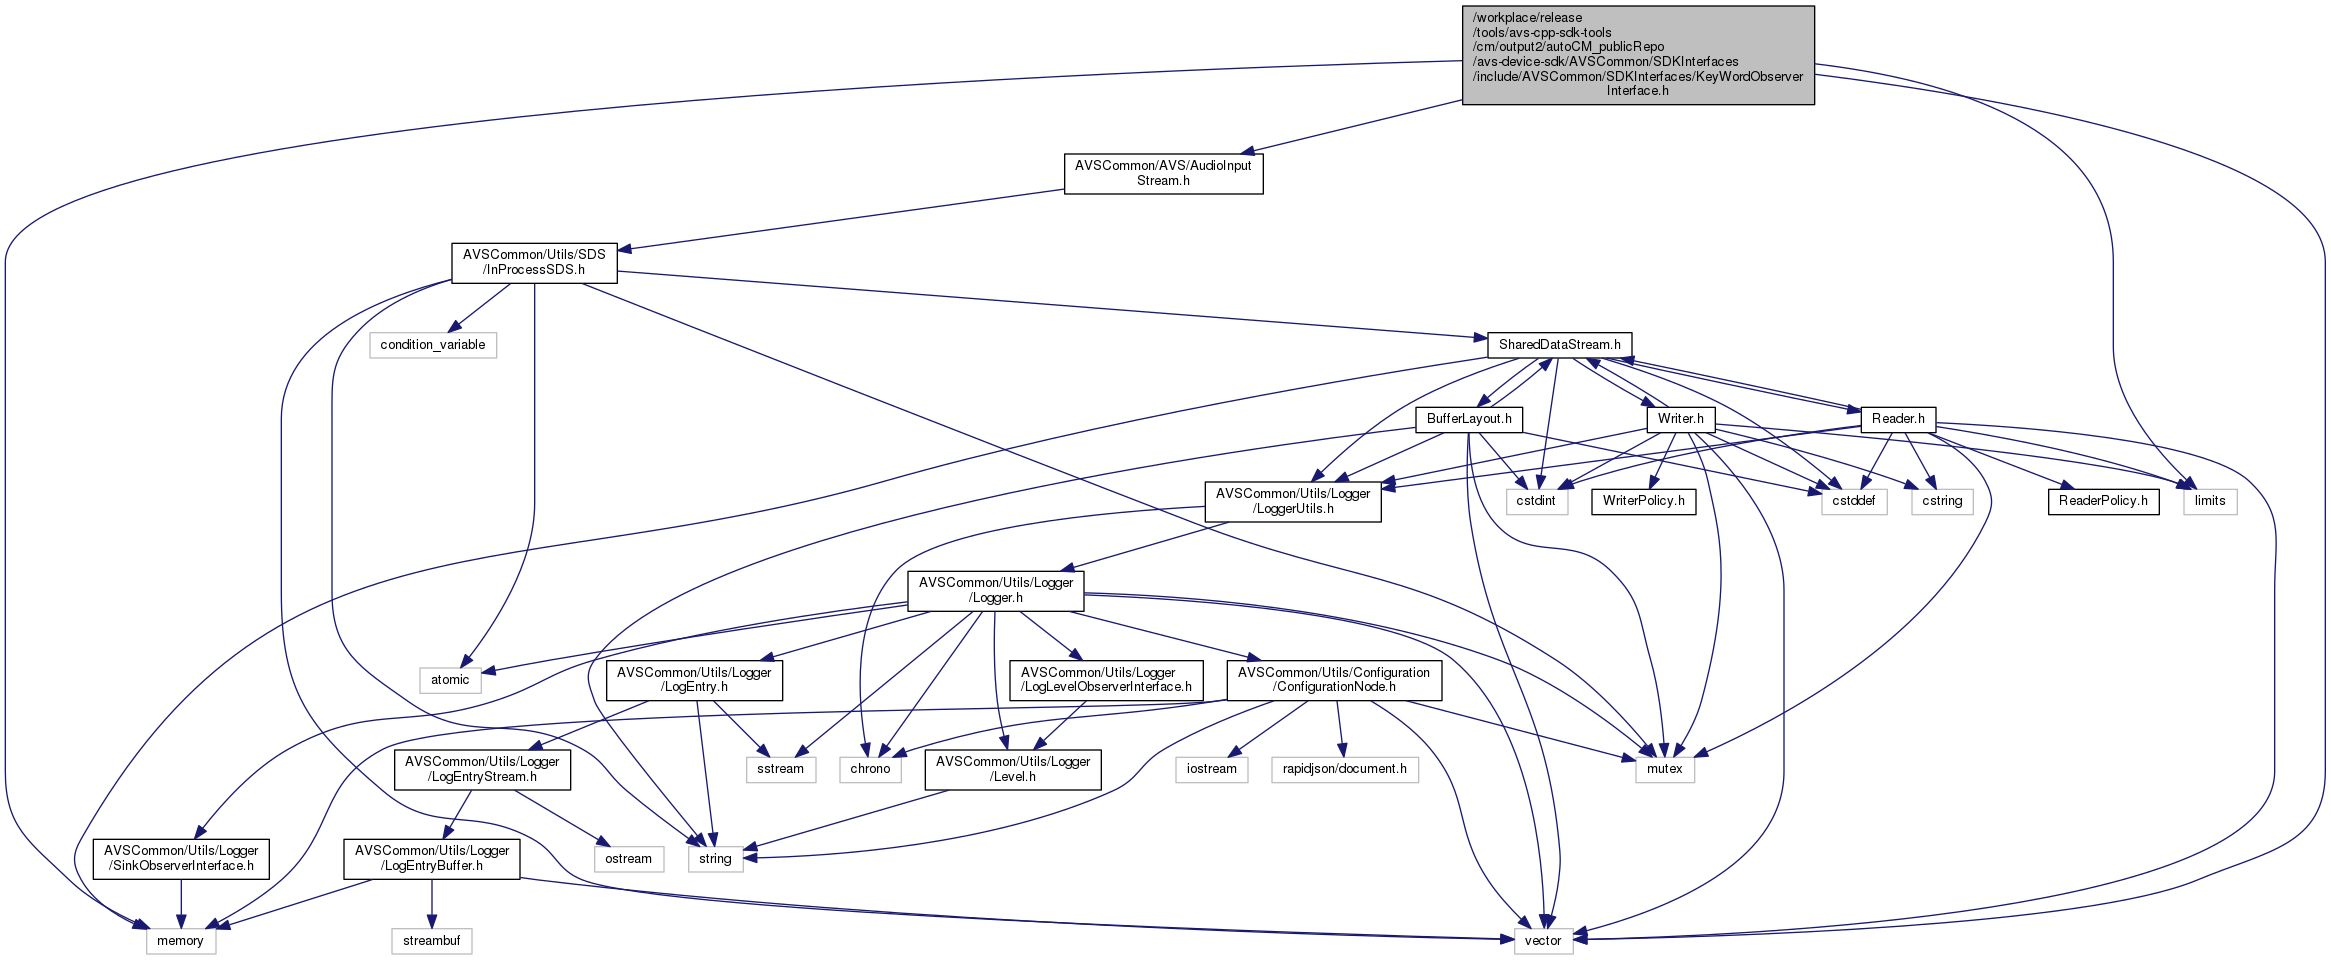 /workplace/release
/tools/avs-cpp-sdk-tools
/cm/output2/autoCM_publicRepo
/avs-device-sdk/AVSCommon/SDKInterfaces
/include/AVSCommon/SDKInterfaces/KeyWordObserver
Interface.h
AVSCommon/AVS/AudioInput
Stream.h
AVSCommon/Utils/SDS
/InProcessSDS.h
condition_variable
SharedDataStream.h
BufferLayout.h
Writer.h
Reader.h
AVSCommon/Utils/Logger
/LoggerUtils.h
cstdint
WriterPolicy.h
cstddef
cstring
ReaderPolicy.h
limits
AVSCommon/Utils/Logger
/Logger.h
atomic
AVSCommon/Utils/Logger
/LogEntry.h
AVSCommon/Utils/Logger
/LogLevelObserverInterface.h
AVSCommon/Utils/Configuration
/ConfigurationNode.h
AVSCommon/Utils/Logger
/LogEntryStream.h
sstream
chrono
AVSCommon/Utils/Logger
/Level.h
iostream
rapidjson/document.h
mutex
AVSCommon/Utils/Logger
/SinkObserverInterface.h
AVSCommon/Utils/Logger
/LogEntryBuffer.h
ostream
string
memory
streambuf
vector